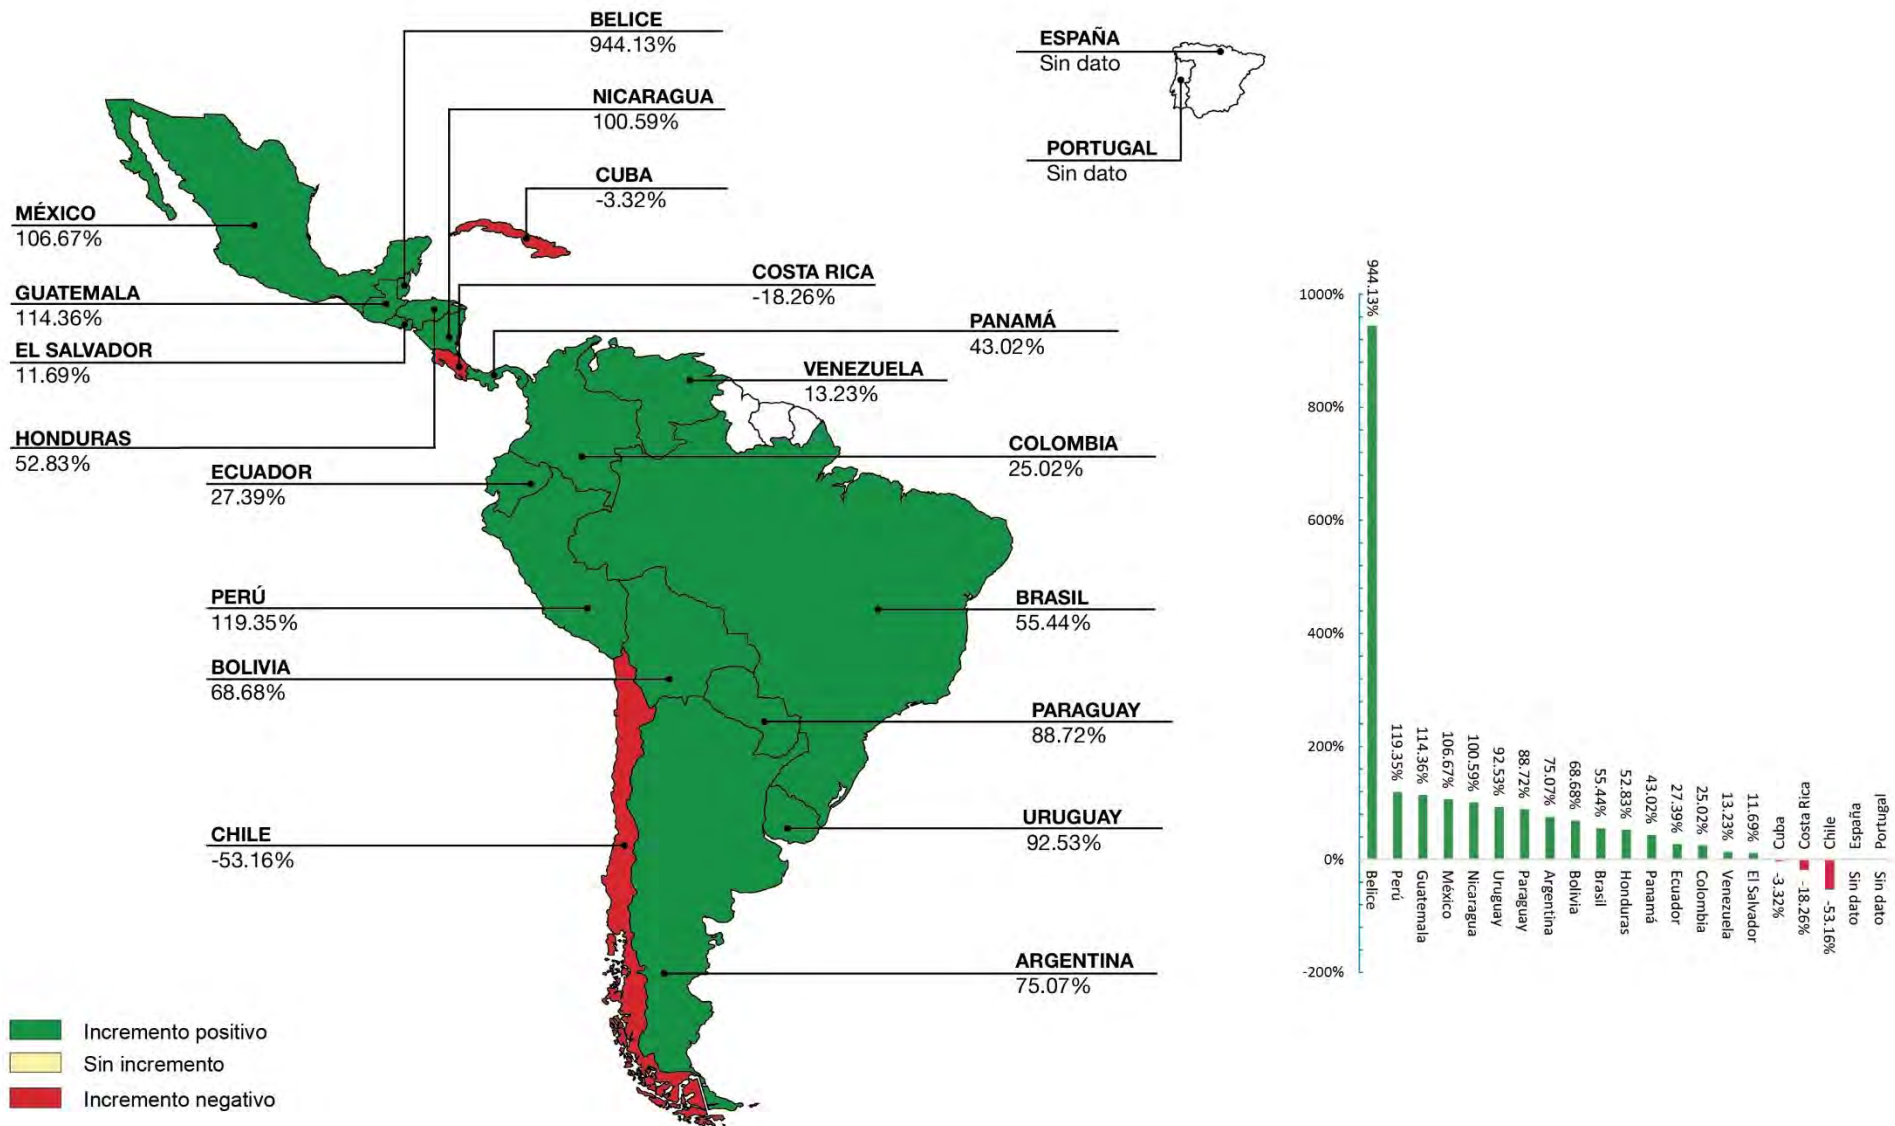 BELICE
944.13%
NICARAGUA
100.59%
CUBA
-3.32%
ESPAÑA
Sin dato
PORTUGAL
Sin dato
MÉXICO
106.67%
GUATEMALA
114.36%
EL SALVADOR
11.69%
HONDURAS
52.83%
COSTA RICA
-18.26%
PANAMÁ
43.02%
VENEZUELA
13.23%
COLOMBIA
25.02%
ECUADOR
27.39%
PERÚ
119.35%
BOLIVIA
68.68%
CHILE
-53.16%
BRASIL
55.44%
PARAGUAY
88.72%
URUGUAY
92.53%
ARGENTINA
75.07%
Incremento positivo
Sin incremento
Incremento negativo
1000%
800%
600%
400%
200%
0%
-200%
944.13%
119.35%
114.36%
106.67%
100.59%
92.53%
88.72%
75.07%
68.68%
55.44%
52.83%
43.02%
27.39%
25.02%
13.23%
11.69%
Cuba
Costa Rica
Chile
España
Portugal
Belice
Perú
Guatemala
México
Nicaragua
Uruguay
Paraguay
Argentina
Bolivia
Brasil
Honduras
Panamá
Ecuador
Colombia
Venezuela
El Salvador
-3.32%
-18.26%
-53.16%
Sin dato
Sin dato